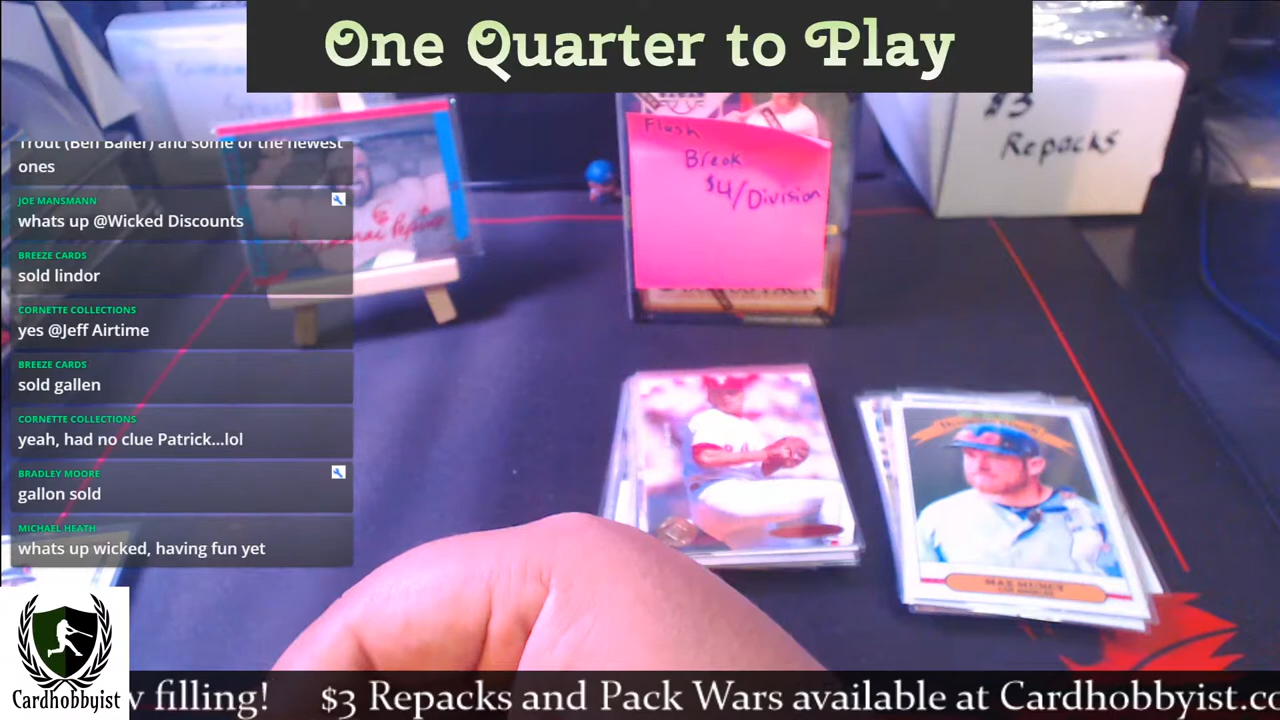 One Quarter to Play
Trout (Ben Baller) and some of the newest
ones
JOE MANSMANN
whats up @Wicked Discounts
BREEZE CARDS
sold lindor
CORNETTE COLLECTIONS
yes @Jeff Airtime
BREEZE CARDS
sold gallen
CORNETTE COLLECTIONS
yeah, had no clue Patrick...lol
BRADLEY MOORE
gallon sold
MICHAEL HEATH
whats up wicked, having fun yet
Flash
Break
$4/Division
$3
Repacks
MAX MUNCY
LOS ANGELES
Cardhobbyist
filling! $3 Repacks and Pack Wars available at Cardhobbyist.co